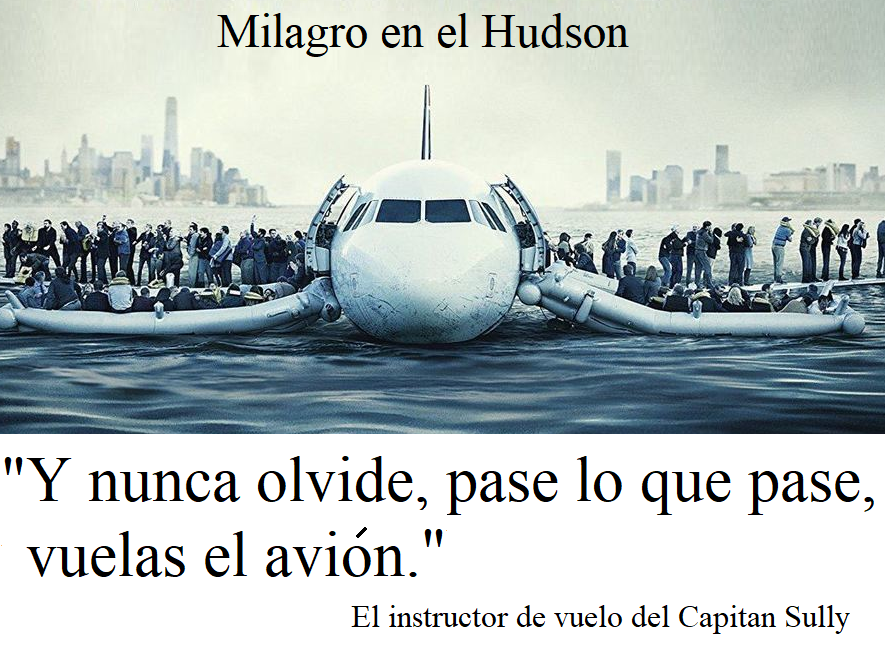 Milagro en el Hudson
"Y nunca olvide, pase lo que pase,
vuelas el avión."
El instructor de vuelo del Capitan Sully